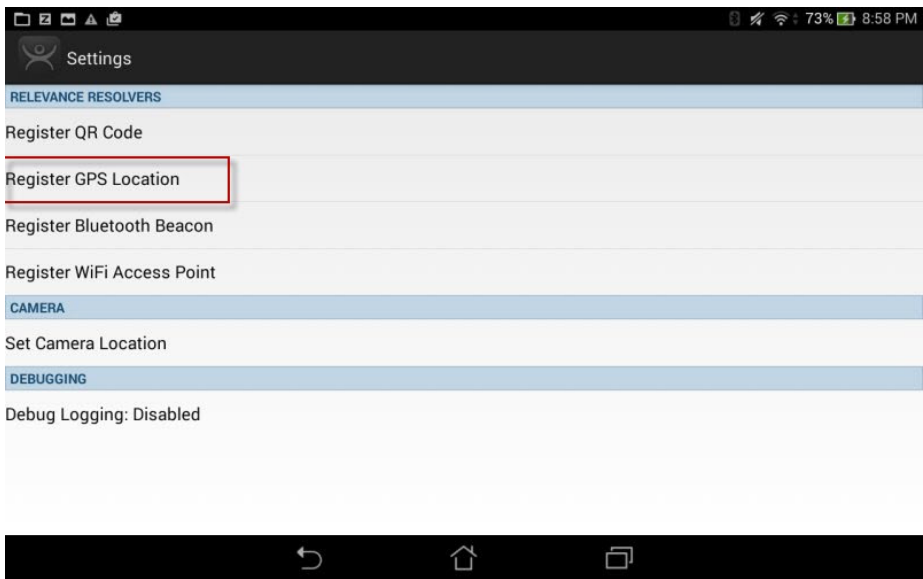 73% 8:58 PM
Settings
RELEVANCE RESOLVERS
Register QR Code
Register GPS Location
Register Bluetooth Beacon
Register WiFi Access Point
CAMERA
Set Camera Location
DEBUGGING
Debug Logging: Disabled